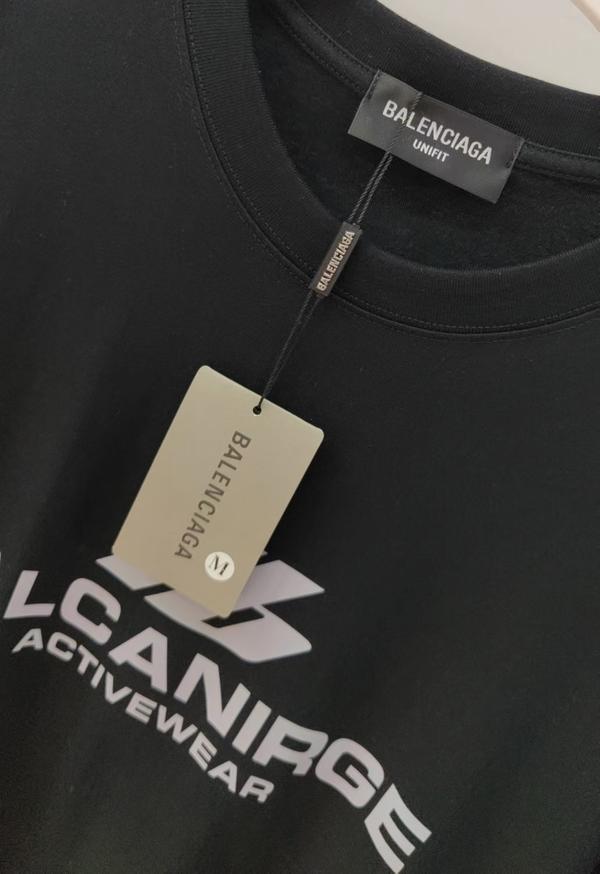 BALENCIAGA
UNIFIT
BALENCIAGA
BALENCIAGA
M
LCANIRGE
ACTIVEWEAR